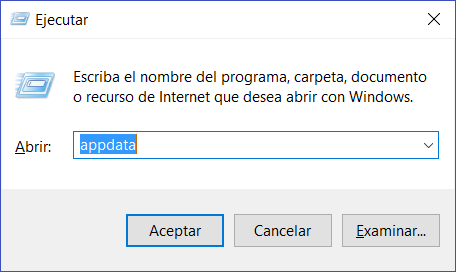 Ejecutar
Escriba el nombre del programa, carpeta, documento
o recurso de Internet que desea abrir con Windows.
Abrir: appdata
Aceptar Cancelar Examinar...